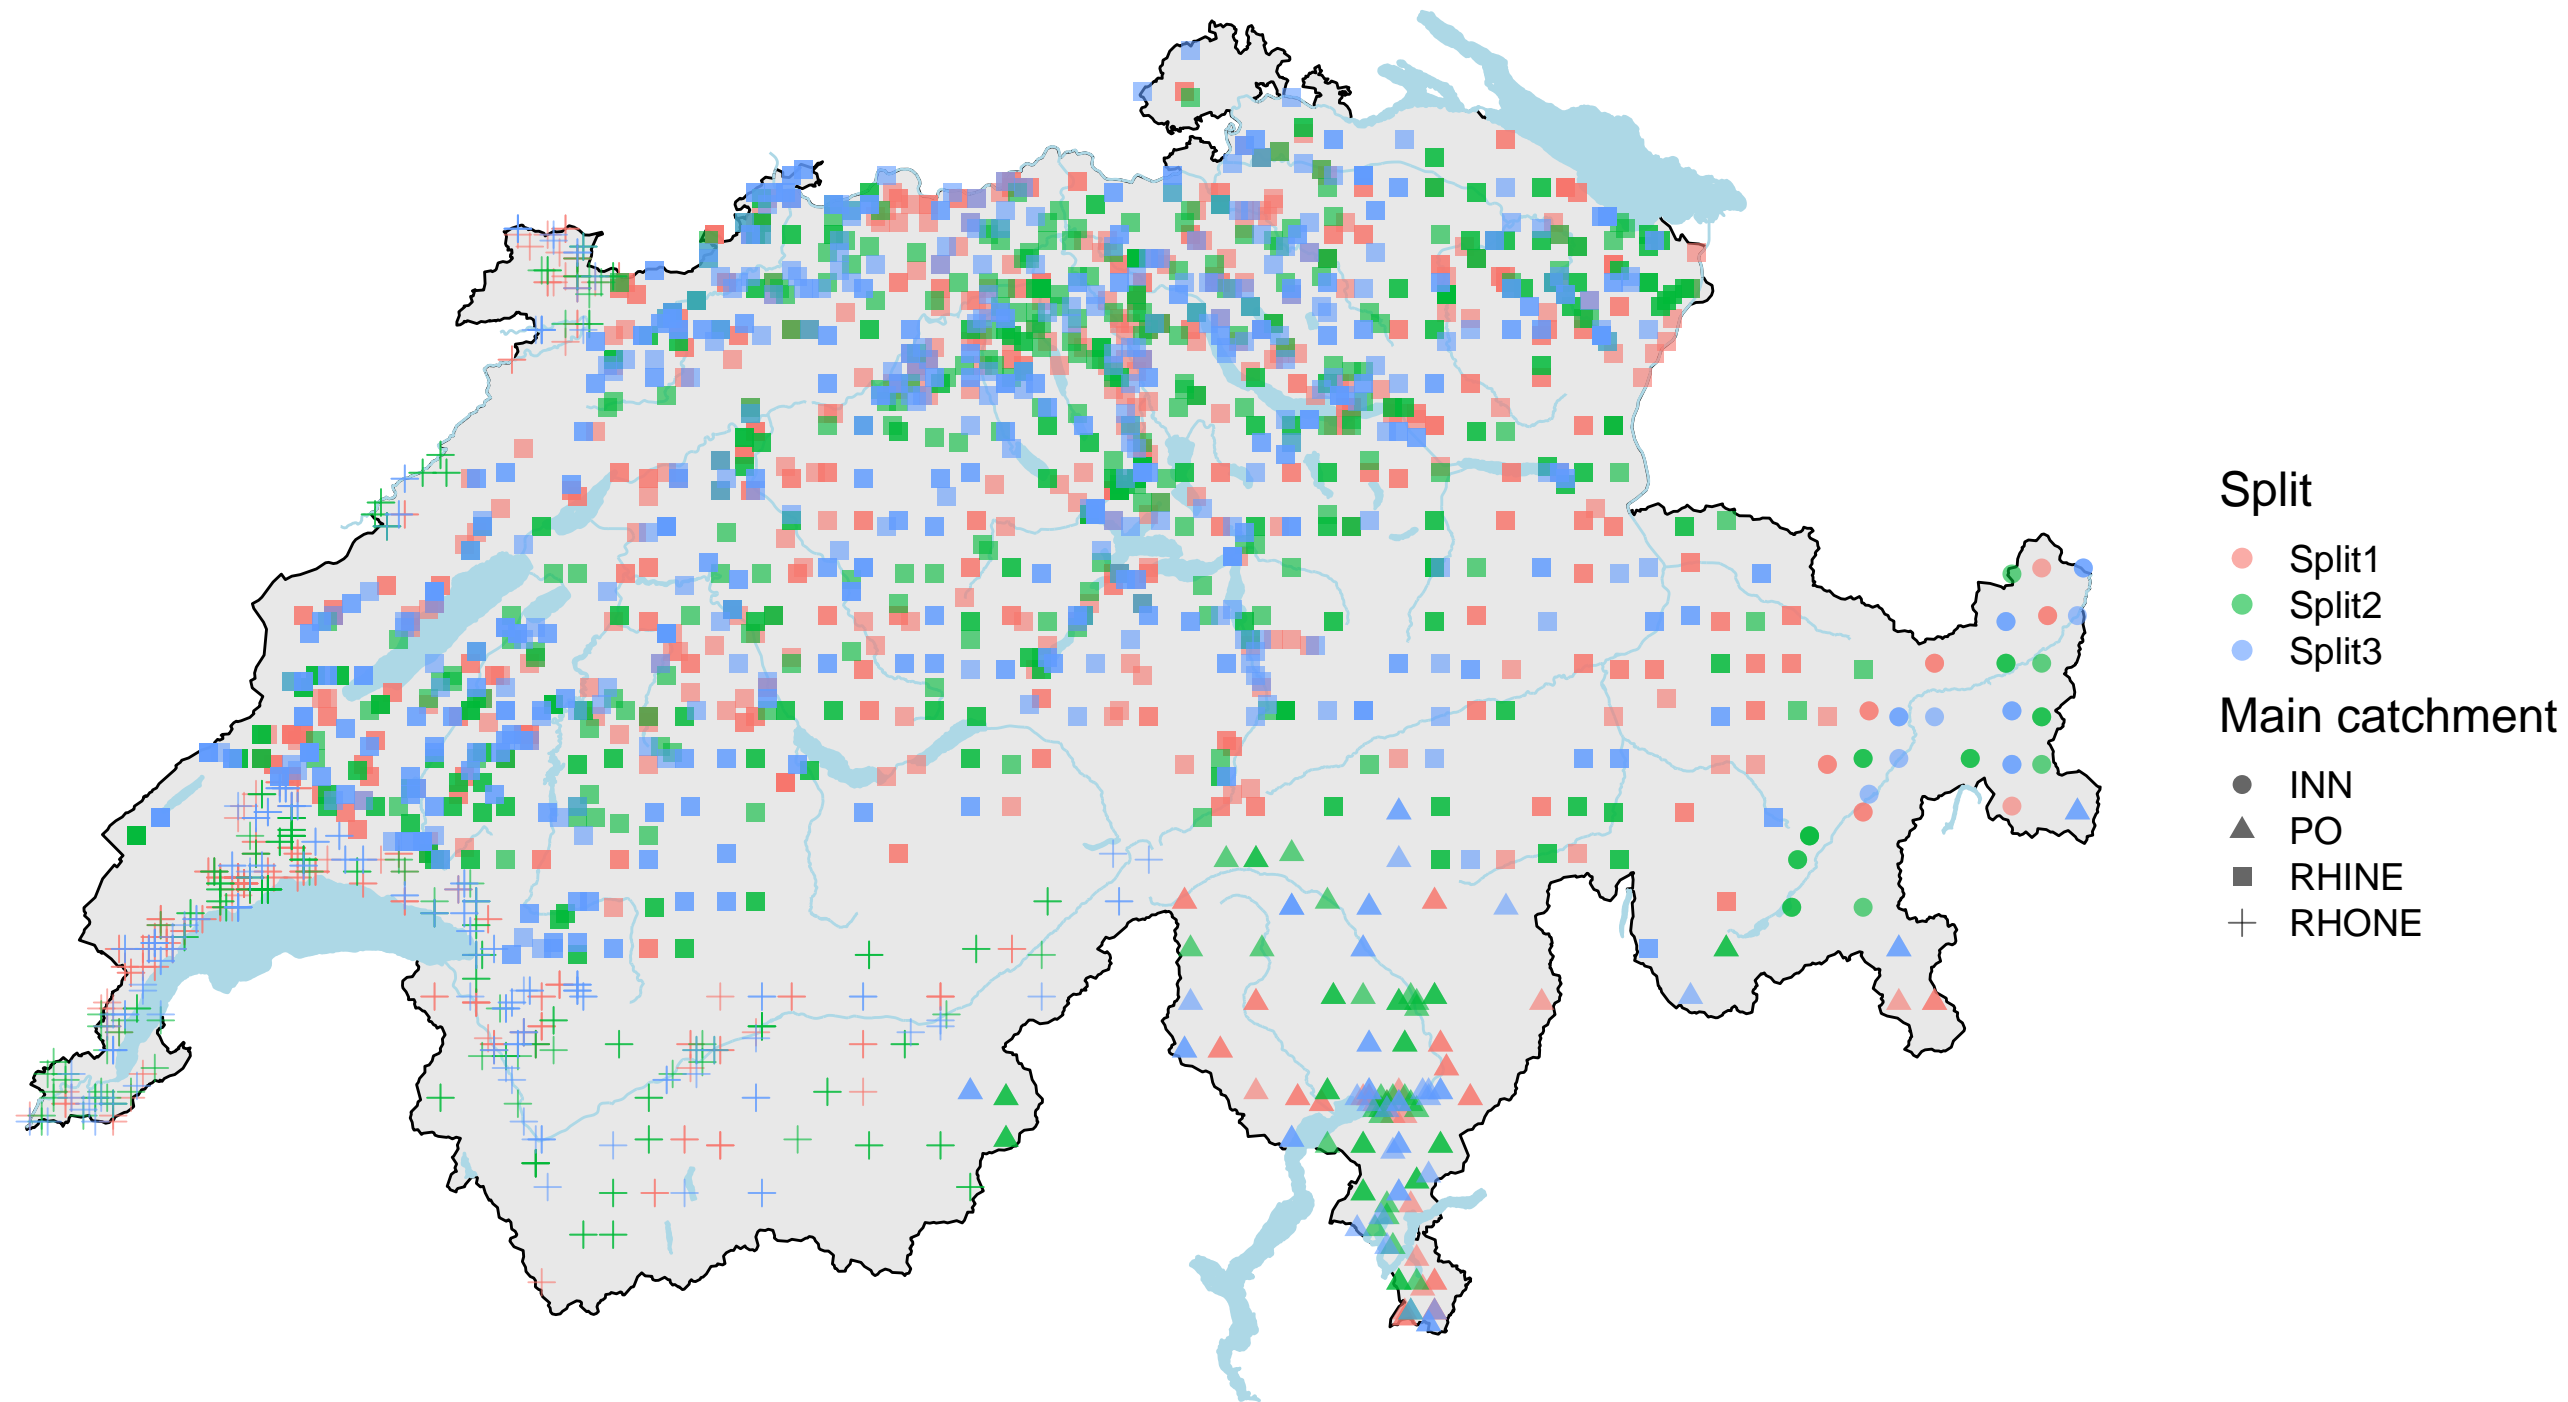 Split
Split1
Split2
Split3
Main catchment
INN
PO
RHINE
RHONE